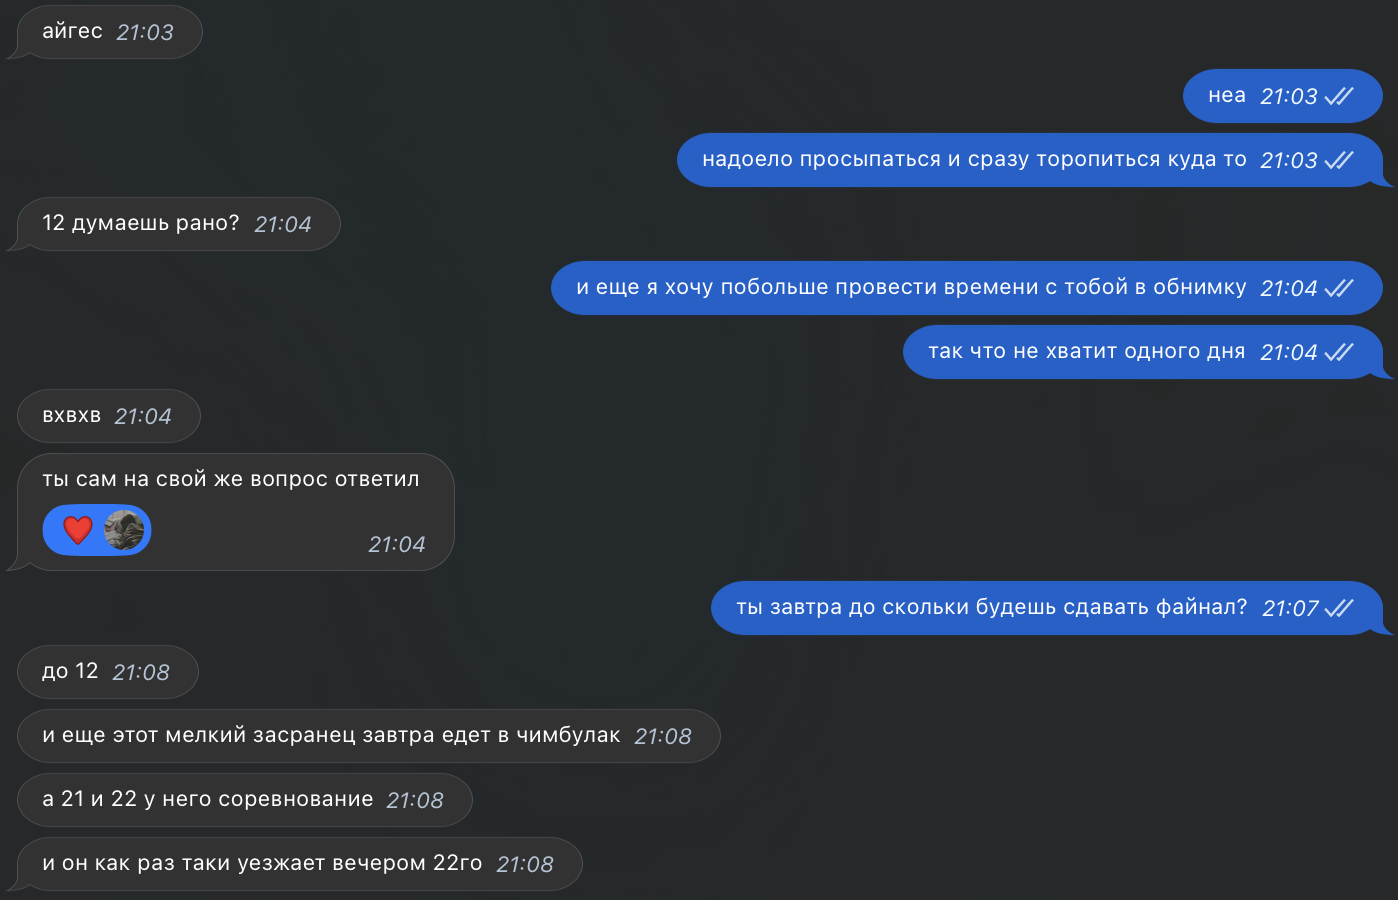 айгес 21:03
неа 21:03
надоело просыпаться и сразу торопиться куда то 21:03
12 думаешь рано? 21:04
и еще я хочу побольше провести времени с тобой в обнимку 21:04
так что не хватит одного дня 21:04
вхвхв 21:04
ты сам на свой же вопрос ответил
❤️ 21:04
ты завтра до скольки будешь сдавать файнал? 21:07
до 12 21:08
и еще этот мелкий засранец завтра едет в чимбулак 21:08
а 21 и 22 у него соревнование 21:08
и он как раз таки уезжает вечером 22го 21:08